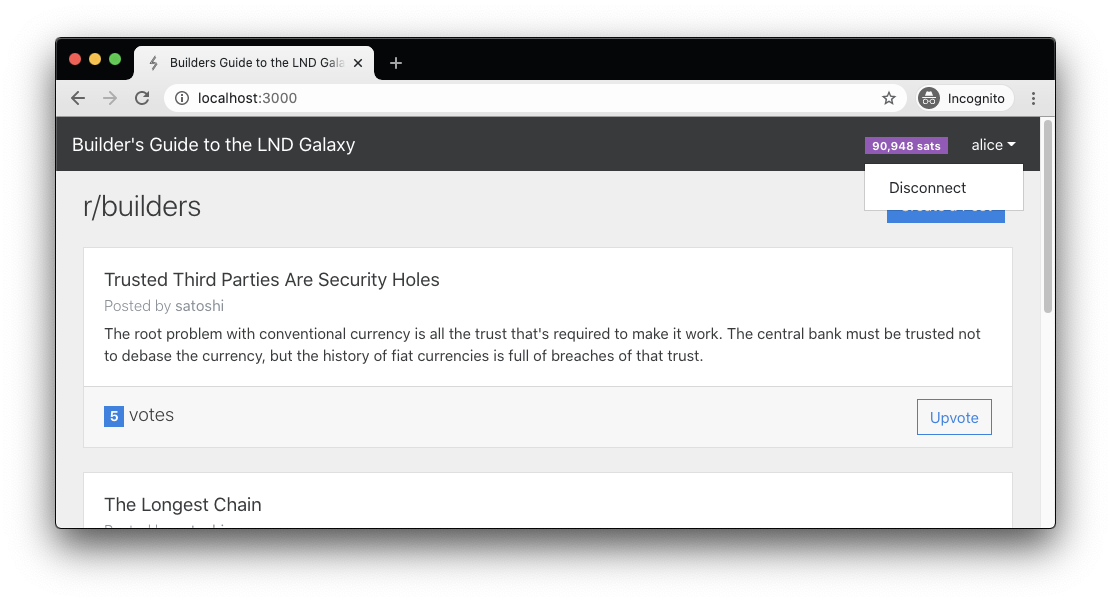 Builders Guide to the LND Gala
localhost:3000
Incognito
Builder's Guide to the LND Galaxy
90,948 sats
alice
Disconnect
r/builders
Trusted Third Parties Are Security Holes
Posted by satoshi
The root problem with conventional currency is all the trust that's required to make it work. The central bank must be trusted not
to debase the currency, but the history of fiat currencies is full of breaches of that trust.
5 votes
Upvote
The Longest Chain